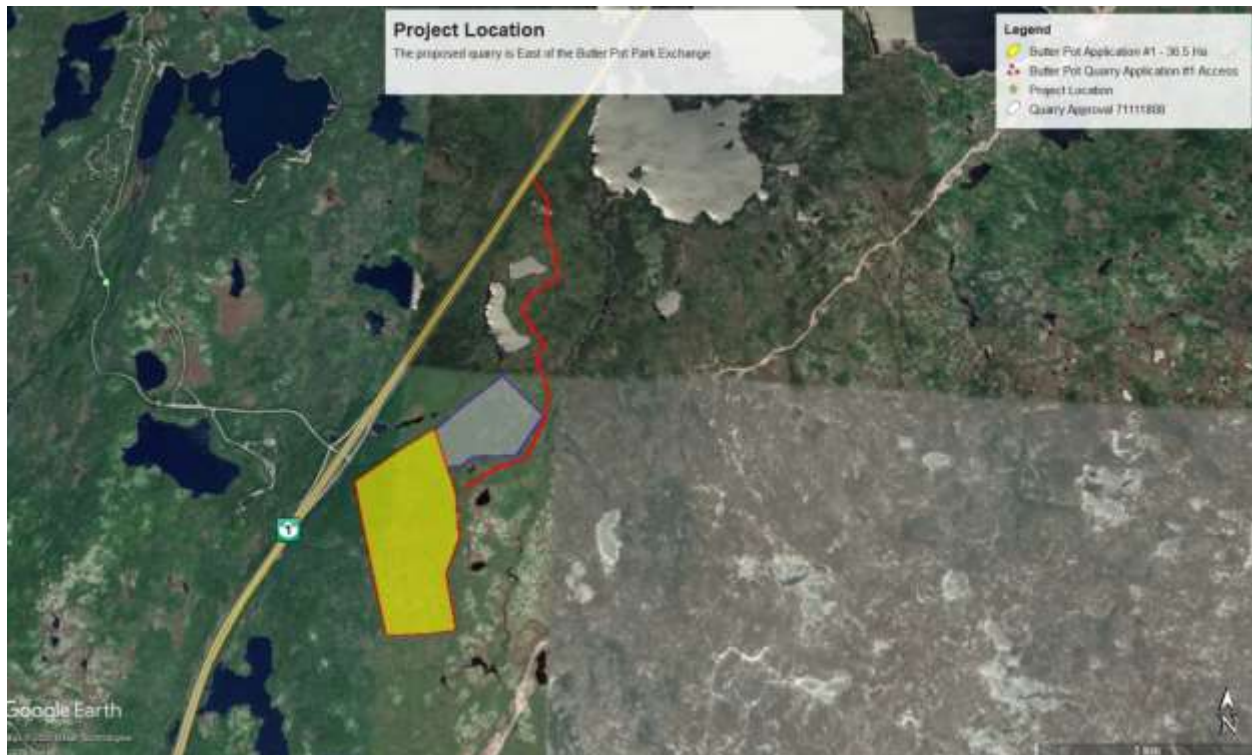 Project Location
The proposed quarry is East of the Butter Pot Park Exchange
Legend
Butter Pot Application #1 - 36.5 Ha
Butter Pot Quarry Application #1 Access
Project Location
Quarry Approval 71111808
1
Google Earth
N